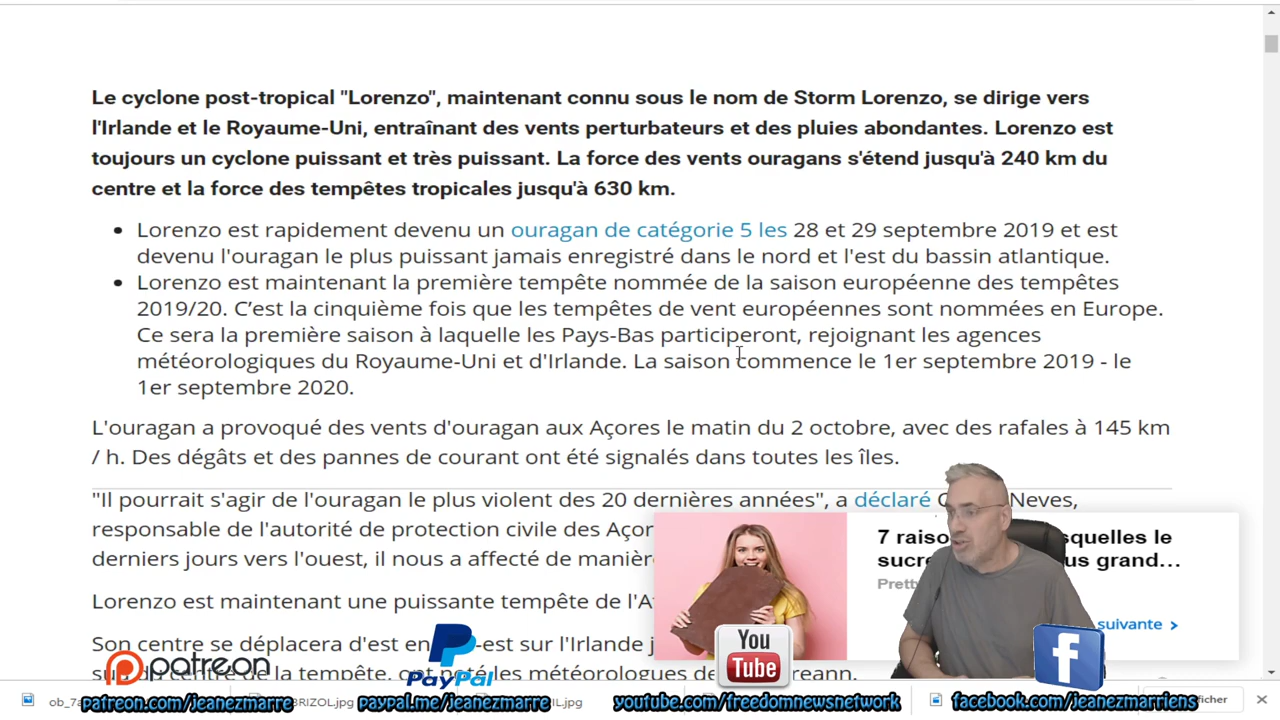 Le cyclone post-tropical "Lorenzo", maintenant connu sous le nom de Storm Lorenzo, se dirige vers
l'Irlande et le Royaume-Uni, entraînant des vents perturbateurs et des pluies abondantes. Lorenzo est
toujours un cyclone puissant et très puissant. La force des vents ouragans s'étend jusqu'à 240 km du
centre et la force des tempêtes tropicales jusqu'à 630 km.
Lorenzo est rapidement devenu un ouragan de catégorie 5 les 28 et 29 septembre 2019 et est
devenu l'ouragan le plus puissant jamais enregistré dans le nord et l'est du bassin atlantique.
Lorenzo est maintenant la première tempête nommée de la saison européenne des tempêtes
2019/20. C’est la cinquième fois que les tempêtes de vent européennes sont nommées en Europe.
Ce sera la première saison à laquelle les Pays-Bas participeront, rejoignant les agences
météorologiques du Royaume-Uni et d'Irlande. La saison commence le 1er septembre 2019 - le
1er septembre 2020.
L'ouragan a provoqué des vents d'ouragan aux Açores le matin du 2 octobre, avec des rafales à 145 km
/ h. Des dégâts et des pannes de courant ont été signalés dans toutes les îles.
"Il pourrait s'agir de l'ouragan le plus violent des 20 dernières années", a déclaré Neves,
responsable de l'autorité de protection civile des
derniers jours vers l'ouest, il nous a affecté de
Lorenzo est maintenant une puissante tempête de
Son centre se déplacera d'est en sur l'Irlande
du centre de la tempête, ont noté les météorologues
7
le
sucre
grand...
suivante >
You
Tube
f
patreon
PayPal
patreon.com/jeanezmarre
BRIZOL.jpg
paypal.me/jeanezmarre
youtube.com/freedomnewsnetwork
facebook.com/jeanezmarriens